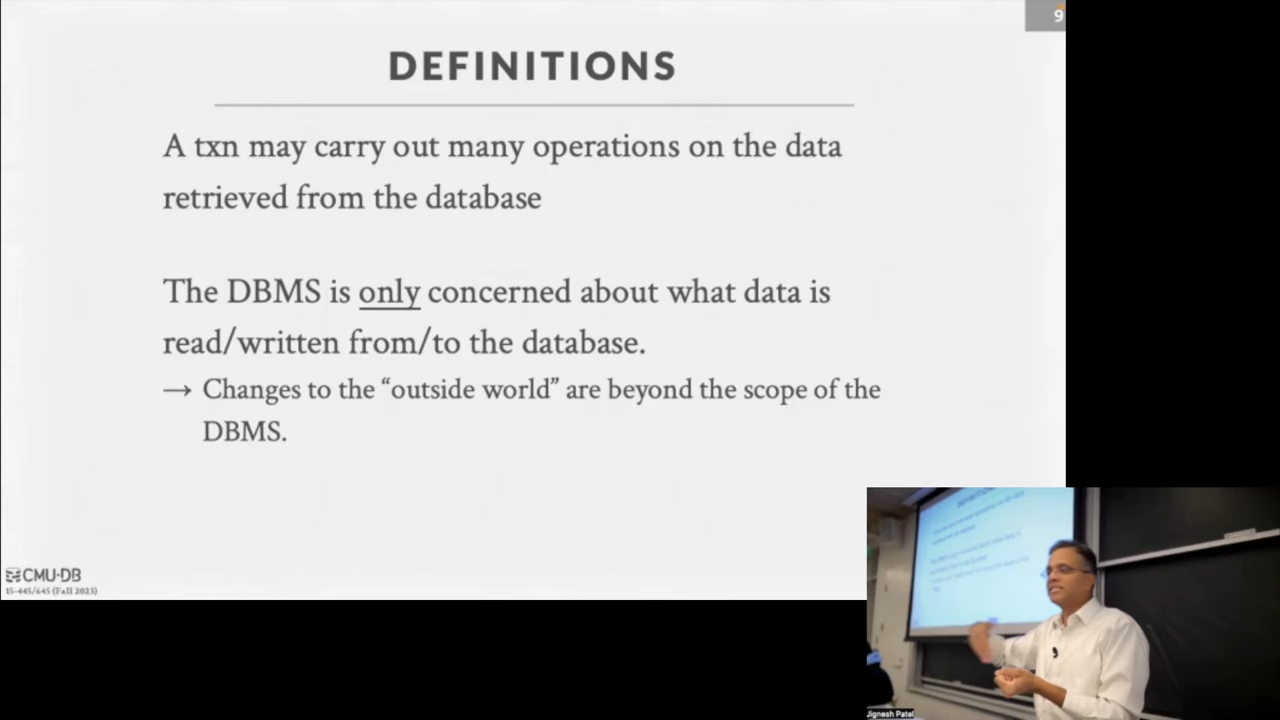 9
DEFINITIONS
A txn may carry out many operations on the data
retrieved from the database
The DBMS is only concerned about what data is
read/written from/to the database.
→ Changes to the “outside world” are beyond the scope of the
DBMS.
CMU·DB
15-445/645 (Fall 2023)
Jignesh Patel